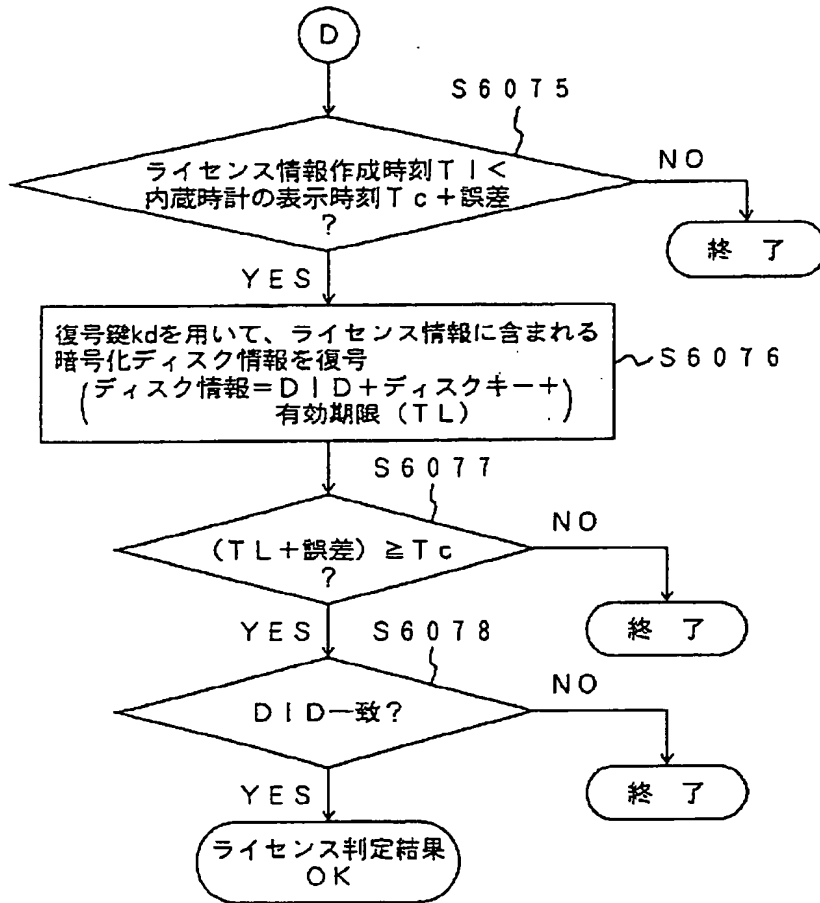 D
S6075
ライセンス情報作成時刻TI<
内蔵時計の表示時刻Tc+誤差
?
NO
終 了
YES
復号鍵kdを用いて、ライセンス情報に含まれる
暗号化ディスク情報を復号
(ディスク情報=DID+ディスクキー+
有効期限(TL))
S6076
S6077
(TL+誤差)≧Tc
?
NO
終 了
YES
S6078
DID一致?
NO
終 了
YES
ライセンス判定結果
OK